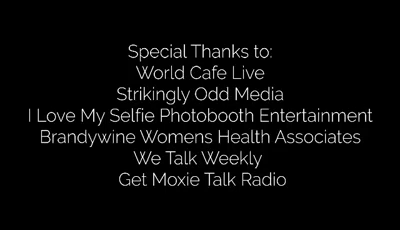 Special Thanks to:
World Cafe Live
Strikingly Odd Media
I Love My Selfie Photobooth Entertainment
Brandywine Womens Health Associates
We Talk Weekly
Get Moxie Talk Radio